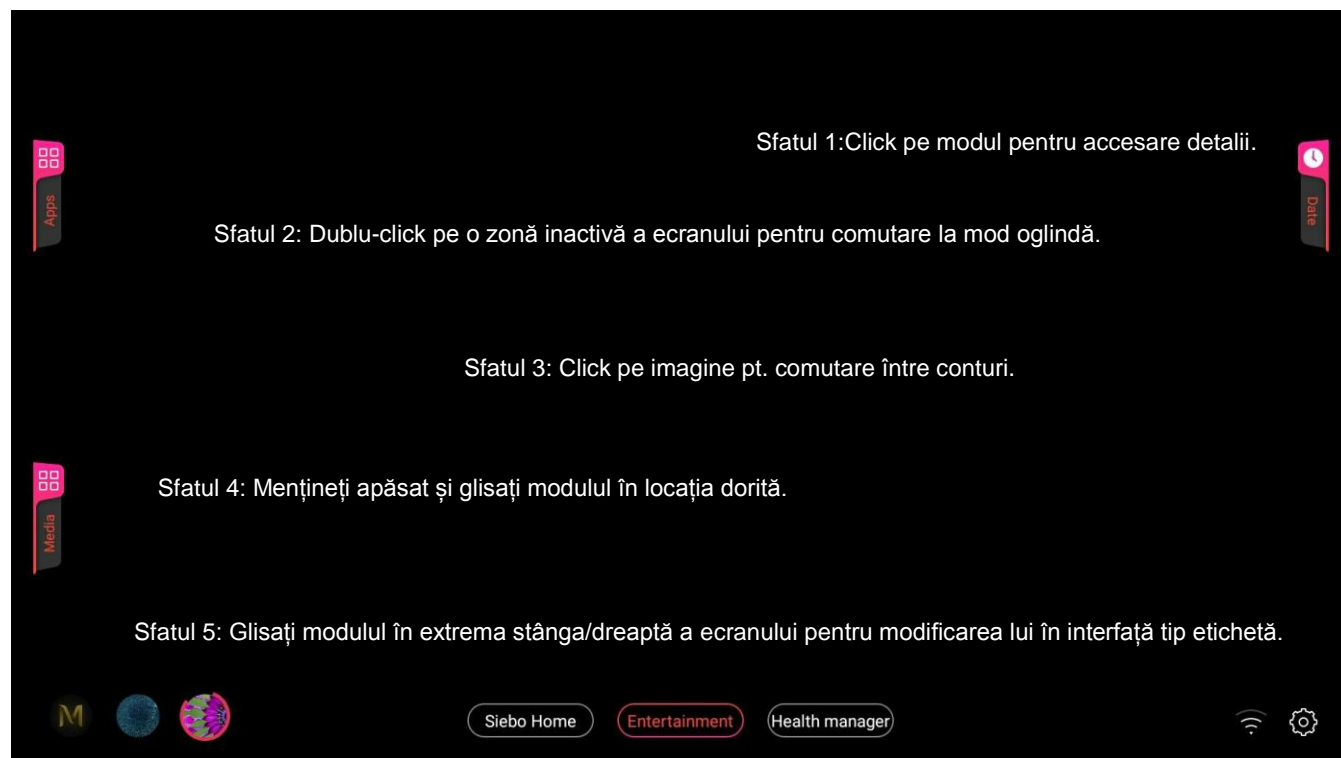 Sfatul 1:Click pe modul pentru accesare detalii.
Apps
Date
Sfatul 2: Dublu-click pe o zonă inactivă a ecranului pentru comutare la mod oglindă.
Sfatul 3: Click pe imagine pt. comutare între conturi.
Sfatul 4: Mențineți apăsat și glisați modulul în locația dorită.
Media
Sfatul 5: Glisați modulul în extrema stânga/dreaptă a ecranului pentru modificarea lui în interfață tip etichetă.
M
Siebo Home
Entertainment
Health manager